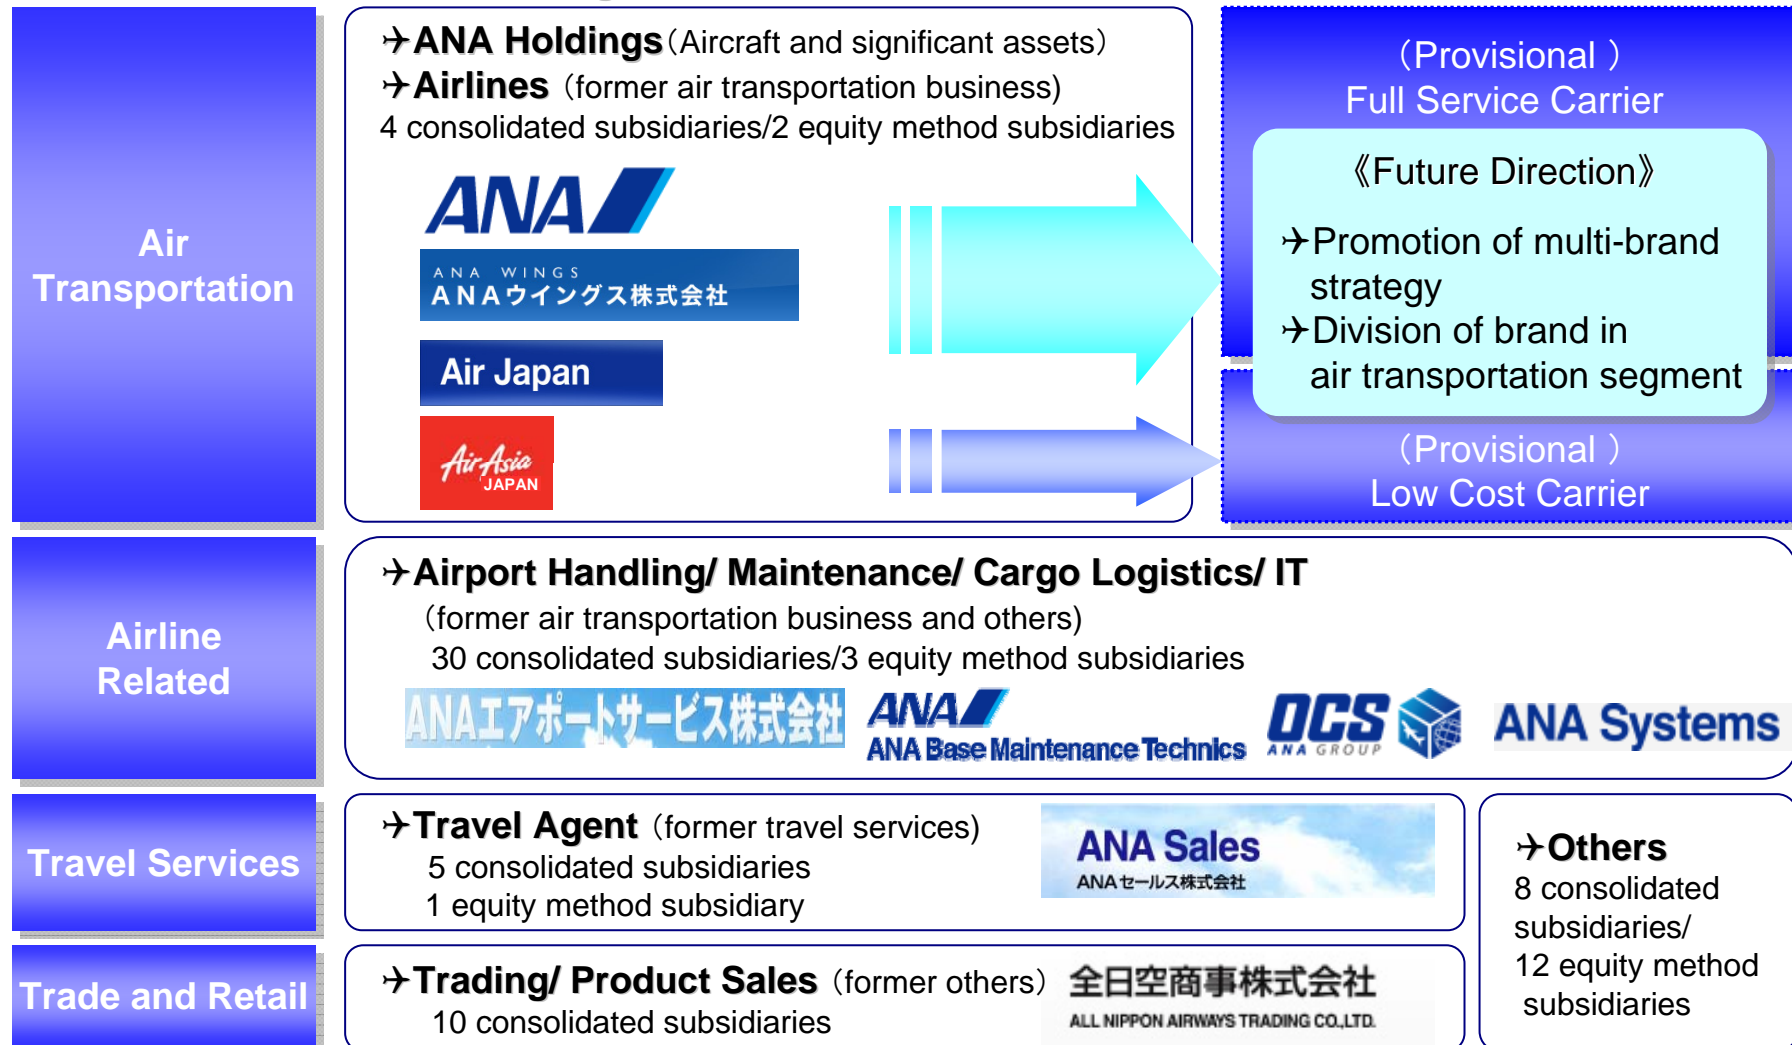 Air
Transportation
✈ANA Holdings（Aircraft and significant assets）
✈Airlines（former air transportation business)
4 consolidated subsidiaries/2 equity method subsidiaries
ANA
ANA WINGS
ANAウイングス株式会社
Air Japan
AirAsia
JAPAN
（Provisional ）
Full Service Carrier
《Future Direction》
✈Promotion of multi-brand
strategy
✈Division of brand in
air transportation segment
（Provisional ）
Low Cost Carrier
Airline
Related
✈Airport Handling/ Maintenance/ Cargo Logistics/ IT
（former air transportation business and others)
30 consolidated subsidiaries/3 equity method subsidiaries
ANAエアポートサービス株式会社
ANA
ANA Base Maintenance Technics
OCS
ANA GROUP
ANA Systems
Travel Services
✈Travel Agent（former travel services)
5 consolidated subsidiaries
1 equity method subsidiary
ANA Sales
ANAセールス株式会社
Trade and Retail
✈Trading/ Product Sales（former others）
10 consolidated subsidiaries
全日空商事株式会社
ALL NIPPON AIRWAYS TRADING CO.,LTD.
✈Others
8 consolidated
subsidiaries/
12 equity method
subsidiaries